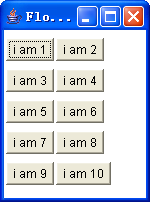 Flo...
i am 1 i am 2
i am 3 i am 4
i am 5 i am 6
i am 7 i am 8
i am 9 i am 10